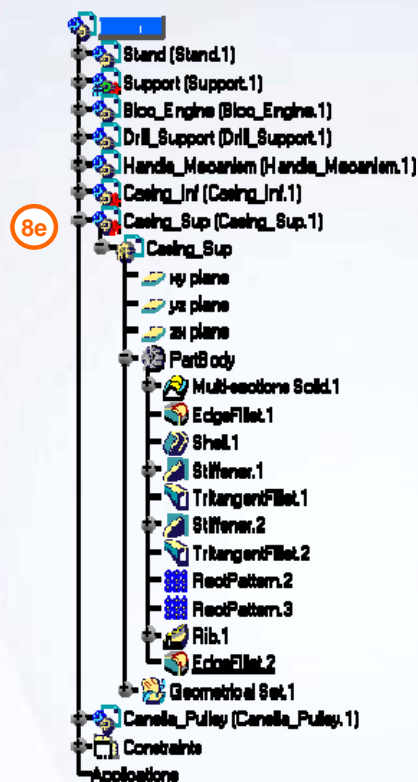 Stand (Stand.1)
Support (Support.1)
Bloo_Engine (Bloo_Engine.1)
Drill_Support (Drill_Support.1)
Handle_Mecanism (Handle_Mecanism.1)
Casing_Inf (Casing_Inf.1)
8e
Casing_Sup (Casing_Sup.1)
Casing_Sup
xy plane
yz plane
zx plane
PartBody
Multi-sections Solid.1
EdgeFillet.1
Shell.1
Stiffener.1
TritangentFillet.1
Stiffener.2
TritangentFillet.2
RectPattern.2
RectPattern.3
Rib.1
EdgeFillet.2
Geometrical Set.1
Canella_Pulley (Canella_Pulley.1)
Constraints
Applications